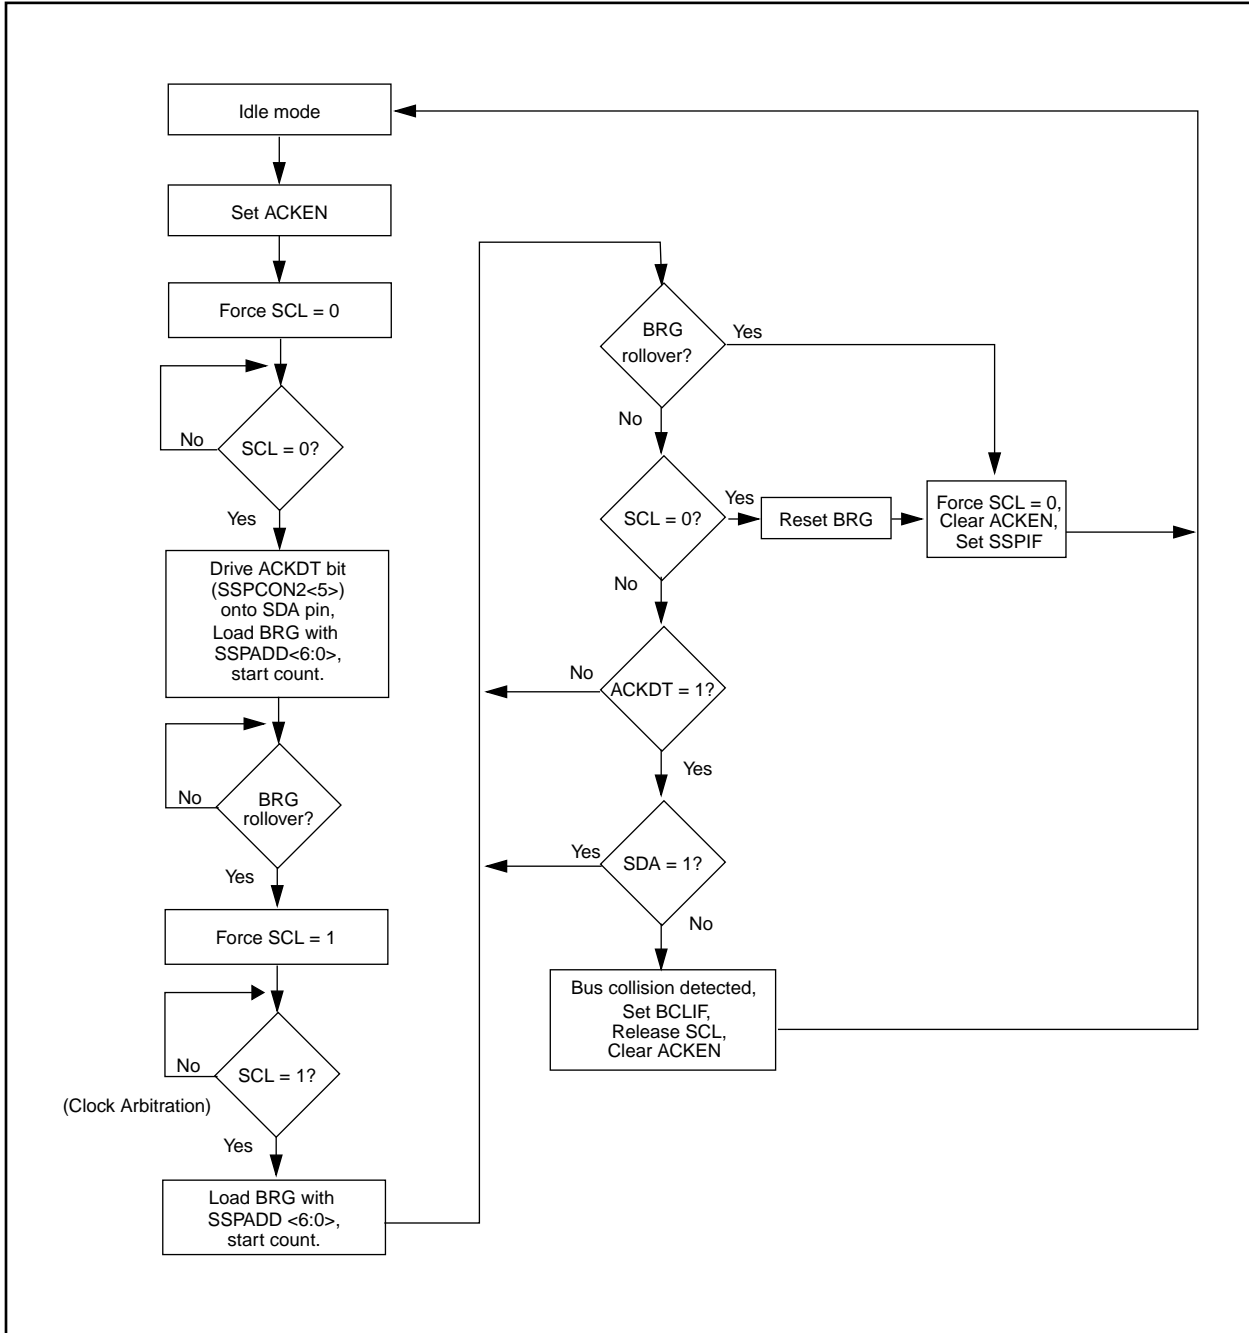 Idle mode
Set ACKEN
Force SCL = 0
No
SCL = 0?
Yes
Drive ACKDT bit
(SSPCON2<5>)
onto SDA pin,
Load BRG with
SSPADD<6:0>,
start count.
No
BRG
rollover?
Yes
Force SCL = 1
No
SCL = 1?
(Clock Arbitration)
Yes
Load BRG with
SSPADD <6:0>,
start count.
BRG
rollover?
Yes
No
SCL = 0?
Yes
Reset BRG
Force SCL = 0,
Clear ACKEN,
Set SSPIF
No
ACKDT = 1?
No
Yes
SDA = 1?
Yes
No
Bus collision detected,
Set BCLIF,
Release SCL,
Clear ACKEN